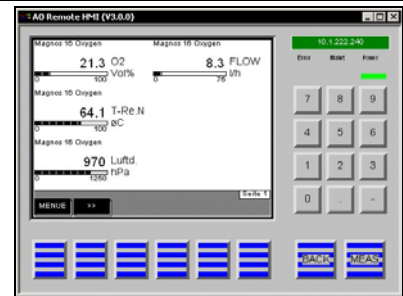 AO Remote HMI (V3.0.0)
Magnos 16 Oxygen
21.3 O2
0 100 Vol%
Magnos 16 Oxygen
8.3 FLOW
0 75 l/h
Magnos 16 Oxygen
64.1 T-Re.N
0 100 øC
Magnos 16 Oxygen
970 Luftd.
0 1250 hPa
Seite 1
MENUE >>
10.1.222.240
Error Maint Power
7 8 9
4 5 6
1 2 3
0 . -
BACK MEAS